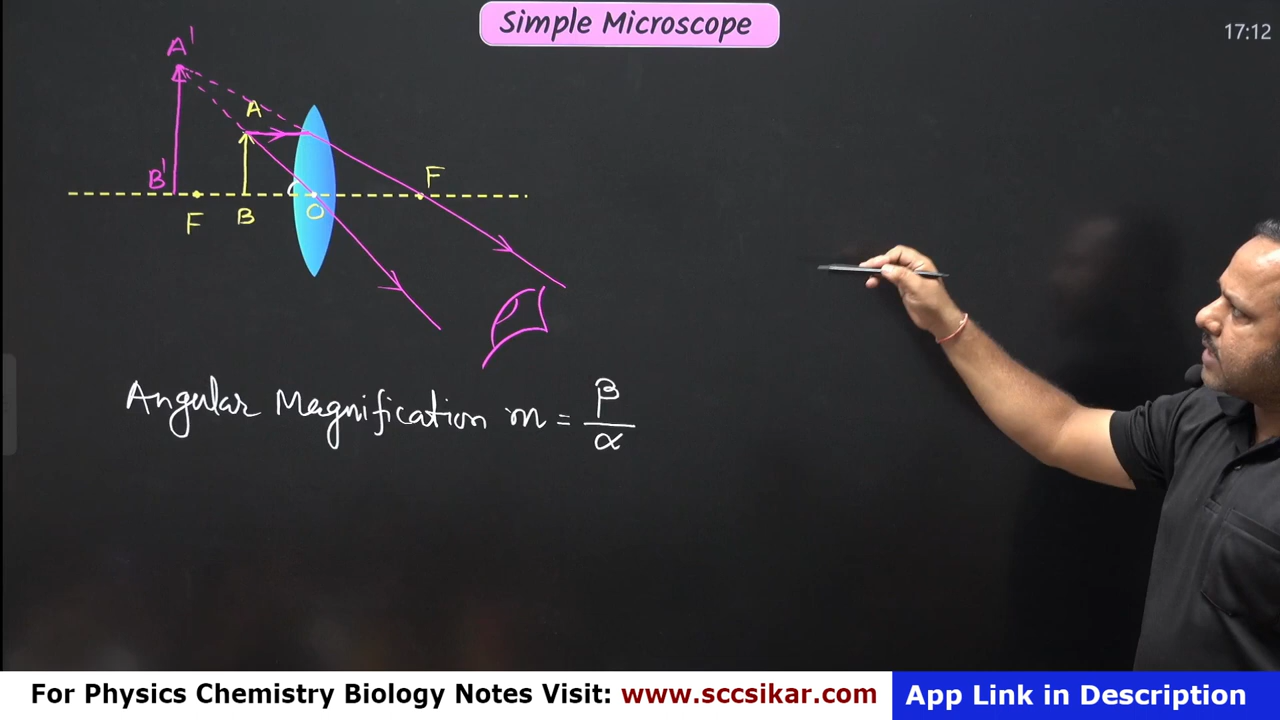 Simple Microscope
17:12
A'
A
B'
F
F
B
O
Angular Magnification m = β/α
For Physics Chemistry Biology Notes Visit: www.sccsikar.com
App Link in Description